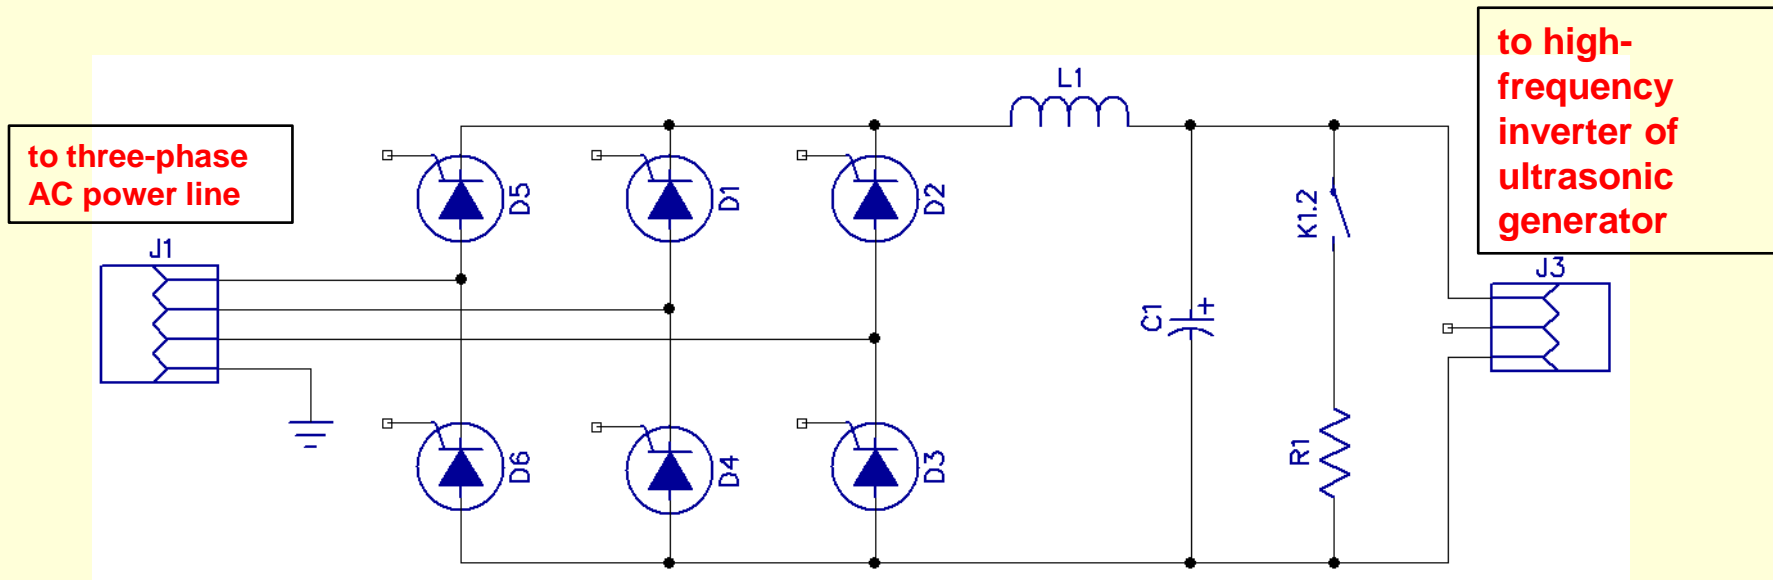 to three-phase
AC power line
to high-
frequency
inverter of
ultrasonic
generator
L1
D5
D1
D2
K1.2
J1
J3
C1
+
R1
D6
D4
D3